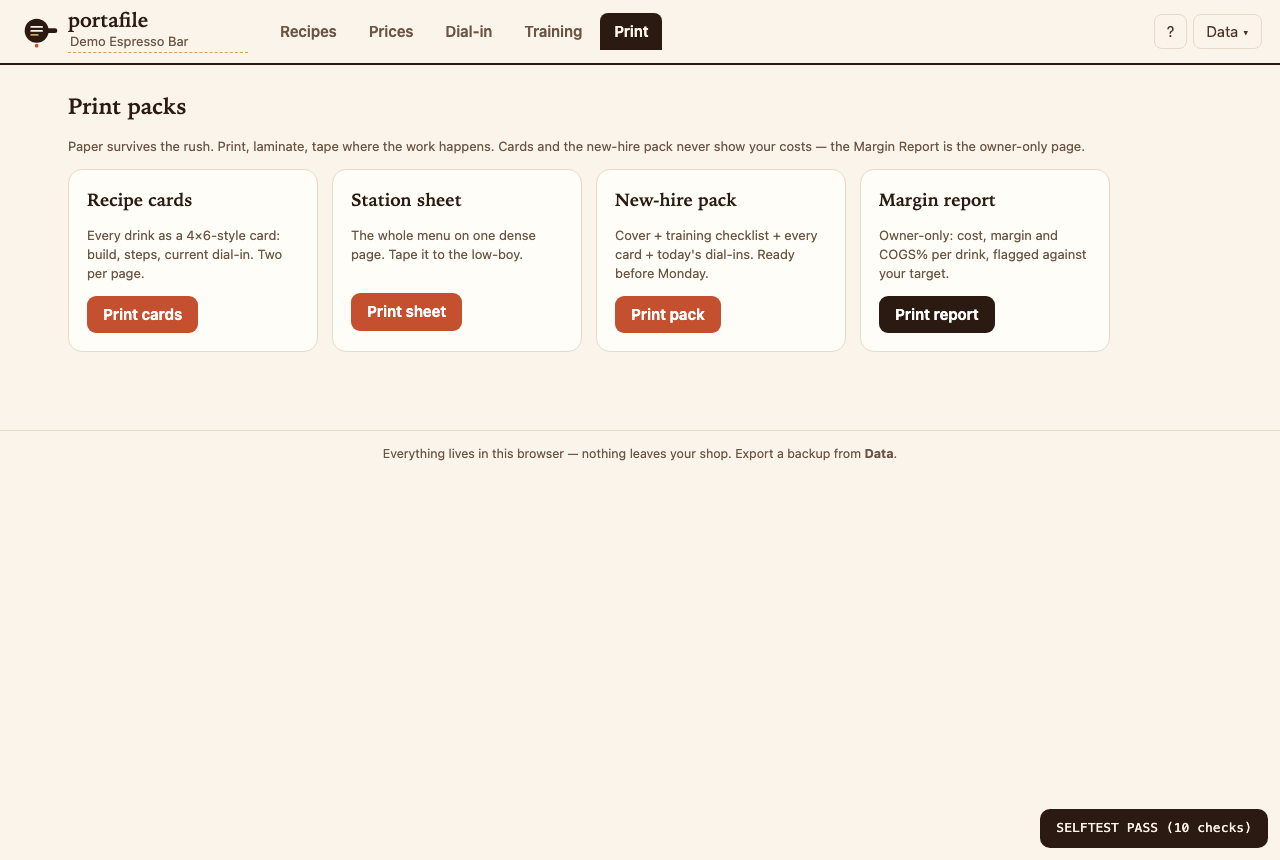 portafile
Demo Espresso Bar
Recipes
Prices
Dial-in
Training
Print
?
Data ▾
Print packs
Paper survives the rush. Print, laminate, tape where the work happens. Cards and the new-hire pack never show your costs — the Margin Report is the owner-only page.
Recipe cards
Every drink as a 4×6-style card:
build, steps, current dial-in. Two
per page.
Print cards
Station sheet
The whole menu on one dense
page. Tape it to the low-boy.
Print sheet
New-hire pack
Cover + training checklist + every
card + today's dial-ins. Ready
before Monday.
Print pack
Margin report
Owner-only: cost, margin and
COGS% per drink, flagged against
your target.
Print report
Everything lives in this browser — nothing leaves your shop. Export a backup from Data.
SELFTEST PASS (10 checks)